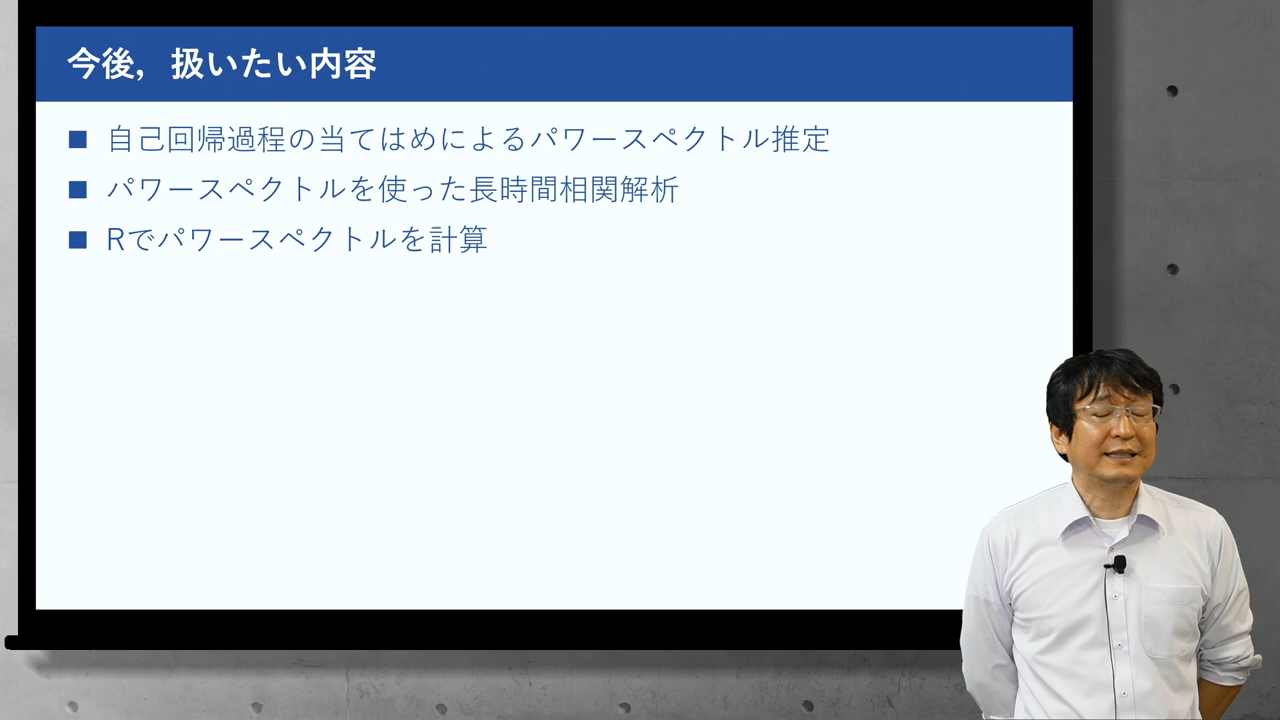 今後，扱いたい内容
■ 自己回帰過程の当てはめによるパワースペクトル推定
■ パワースペクトルを使った長時間相関解析
■ Rでパワースペクトルを計算